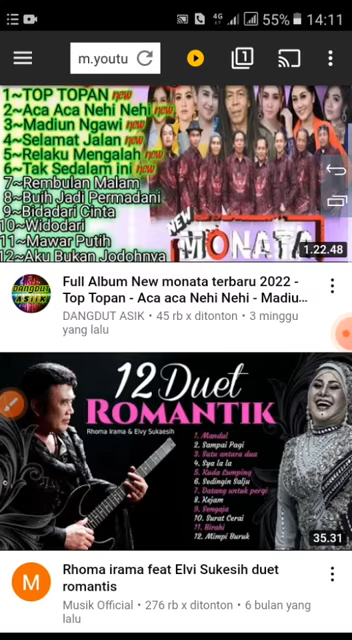 4G
55%
14:11
m.youtu
1
1~TOP TOPAN new
2~Aca Aca Nehi Nehi new
3~Madiun Ngawi new
4~Selamat Jalan new
5~Relaku Mengalah new
6~Tak Sedalam ini new
7~Rembulan Malam
8~Buih Jadi Permadani
9~Bidadari Cinta
10~Widodari
11~Mawar Putih
12~Aku Bukan Jodohnya
NEW
MONATA
1.22.48
DANGDUT
ASIIK
Full Album New monata terbaru 2022 -
Top Topan - Aca aca Nehi Nehi - Madiu...
DANGDUT ASIK • 45 rb x ditonton • 3 minggu
yang lalu
12 Duet
ROMANTIK
Rhoma Irama & Elvy Sukaesih
1. Mandul
2. Sampai Pagi
3. Satu antara dua
4. Sya la la
5. Kuda Lumping
6. Sedingin Salju
7. Datang untuk pergi
8. Kejam
9. Sengaja
10. Surat Cerai
11. Birahi
12. Mimpi Buruk
35.31
M
Rhoma irama feat Elvi Sukesih duet
romantis
Musik Official • 276 rb x ditonton • 6 bulan yang
lalu